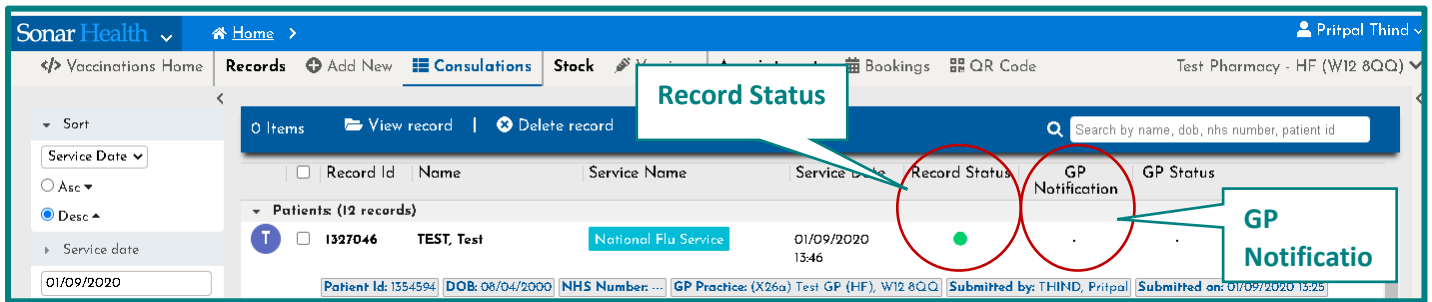 Sonar Health Home > Pritpal Thind
</> Vaccinations Home Records Add New Consulations Stock Bookings QR Code Test Pharmacy - HF (W12 8QQ)
Record Status
Sort
0 Items View record | Delete record Search by name, dob, nhs number, patient id
Service Date
Record Id Name Service Name Service Date Record Status GP Notification GP Status
Asc
Desc
Patients: (12 records)
GP
Notificatio
T 1327046 TEST, Test National Flu Service 01/09/2020
13:46
Service date
01/09/2020
Patient Id: 1354594 DOB: 08/04/2000 NHS Number: --- GP Practice: (X26a) Test GP (HF), W12 8QQ Submitted by: THIND, Pritpal Submitted on: 01/09/2020 13:25